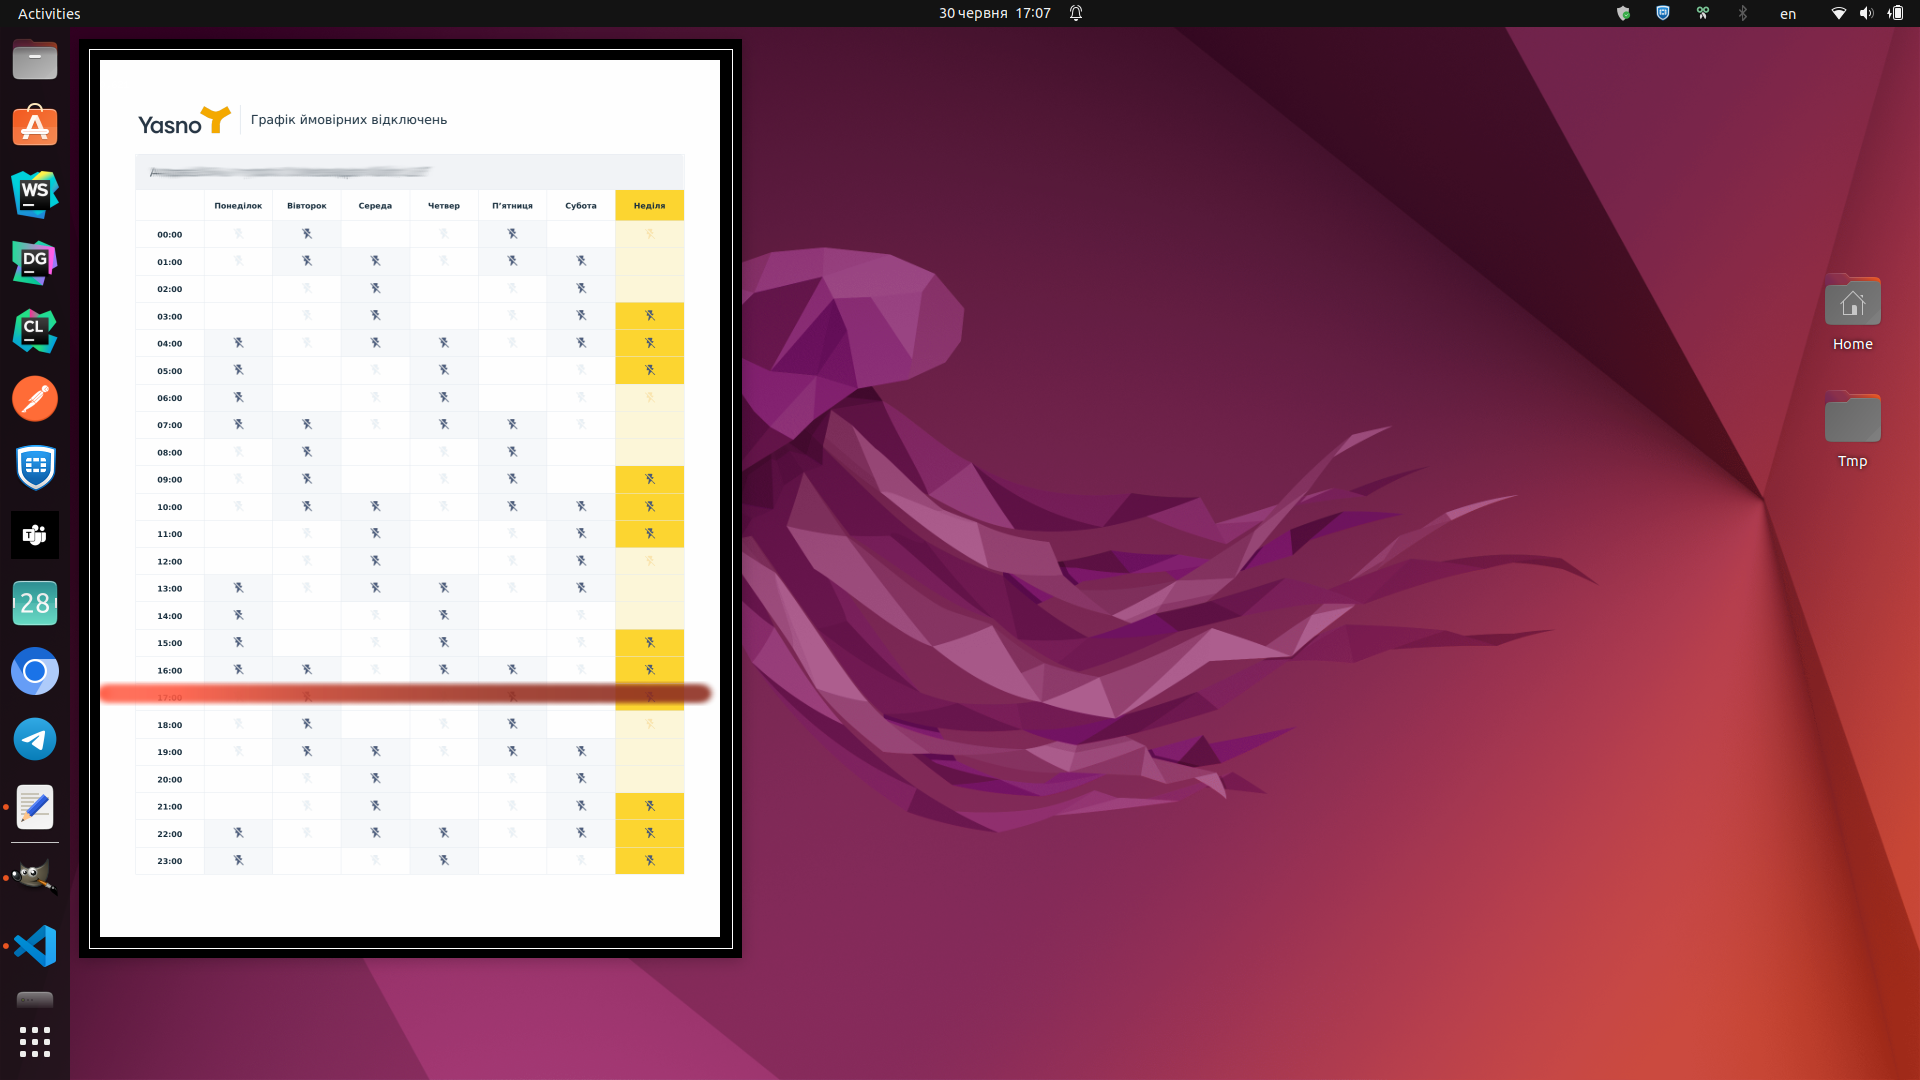 Activities
30 червня 17:07
en
Yasno
Графік ймовірних відключень
Понеділок Вівторок Середа Четвер П'ятниця Субота Неділя
00:00
01:00
02:00
03:00
04:00
05:00
06:00
07:00
08:00
09:00
10:00
11:00
12:00
13:00
14:00
15:00
16:00
17:00
18:00
19:00
20:00
21:00
22:00
23:00
WS
DG
CL
T
28
Home
Tmp